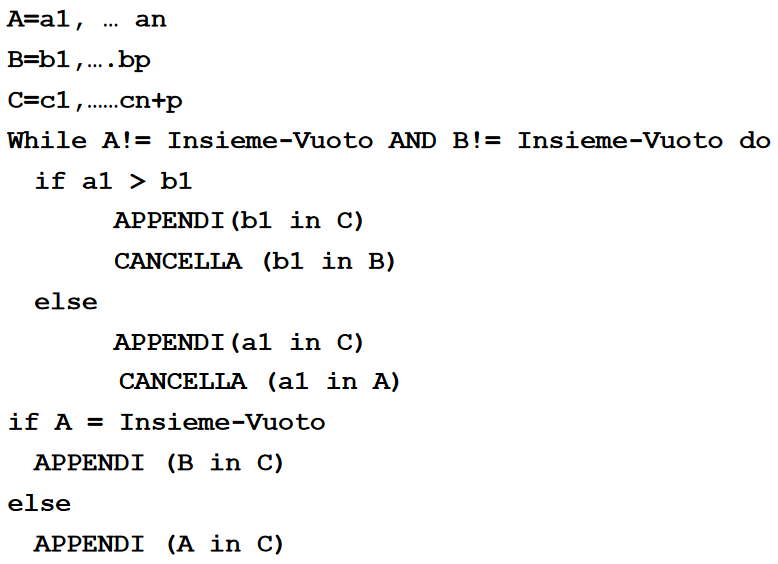 A=a1, … an
B=b1,….bp
C=c1,……cn+p
While A!= Insieme-Vuoto AND B!= Insieme-Vuoto do
if a1 > b1
APPENDI(b1 in C)
CANCELLA (b1 in B)
else
APPENDI(a1 in C)
CANCELLA (a1 in A)
if A = Insieme-Vuoto
APPENDI (B in C)
else
APPENDI (A in C)